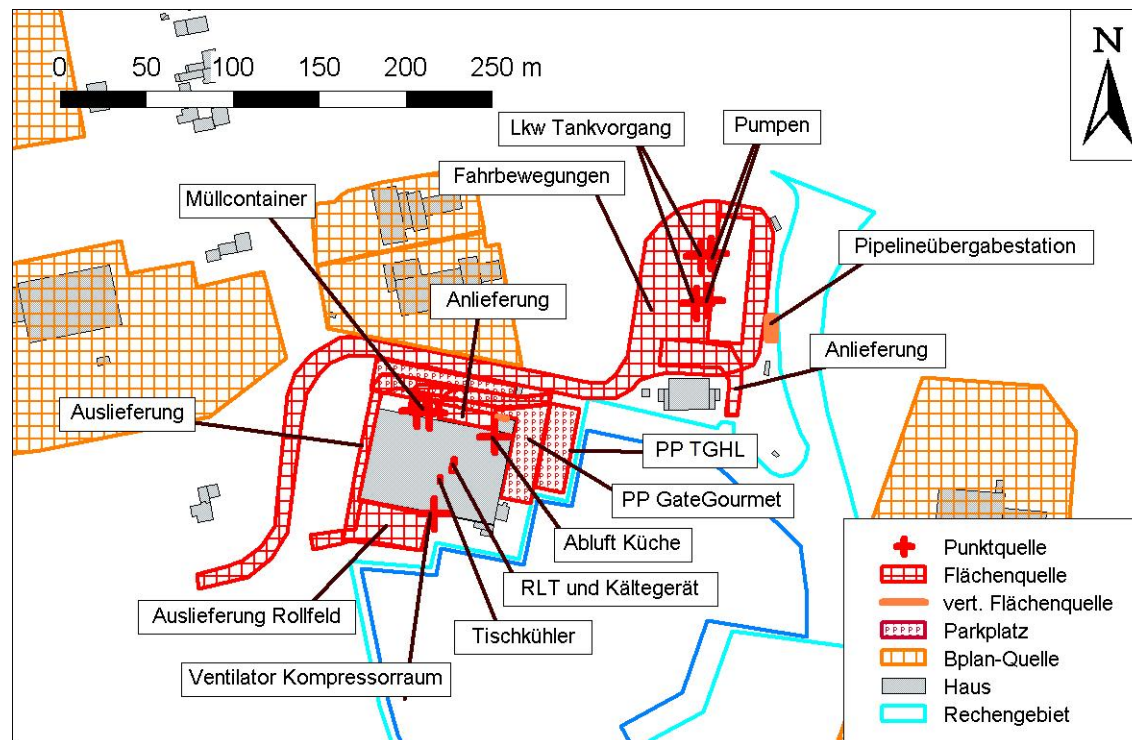 N
0 50 100 150 200 250 m
Lkw Tankvorgang
Pumpen
Fahrbewegungen
Müllcontainer
Pipelineübergabestation
Anlieferung
Anlieferung
Auslieferung
PP TGHL
PP GateGourmet
Abluft Küche
RLT und Kältegerät
Auslieferung Rollfeld
Tischkühler
Ventilator Kompressorraum
Punktquelle
Flächenquelle
vert. Flächenquelle
PPPPP Parkplatz
Bplan-Quelle
Haus
Rechengebiet